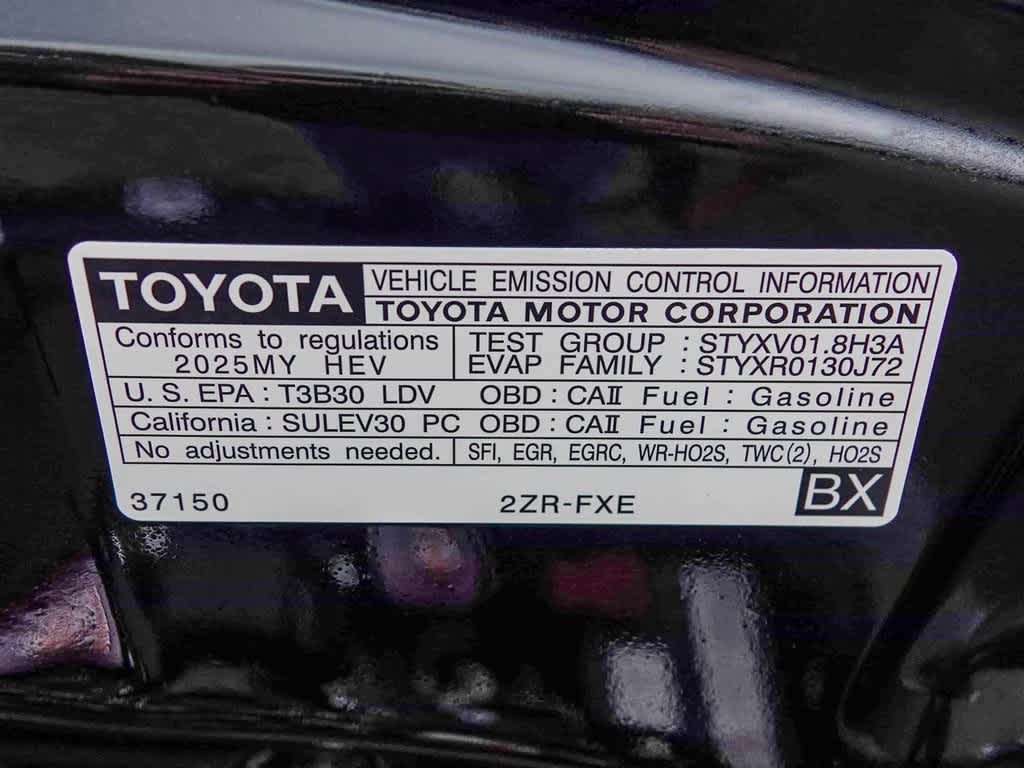 TOYOTA VEHICLE EMISSION CONTROL INFORMATION
TOYOTA MOTOR CORPORATION
Conforms to regulations TEST GROUP : STYXV01.8H3A
2025MY HEV EVAP FAMILY : STYXR0130J72
U.S. EPA : T3B30 LDV OBD : CAⅡ Fuel : Gasoline
California : SULEV30 PC OBD : CAⅡ Fuel : Gasoline
No adjustments needed. SFI, EGR, EGRC, WR-HO2S, TWC(2), HO2S
37150 2ZR-FXE BX